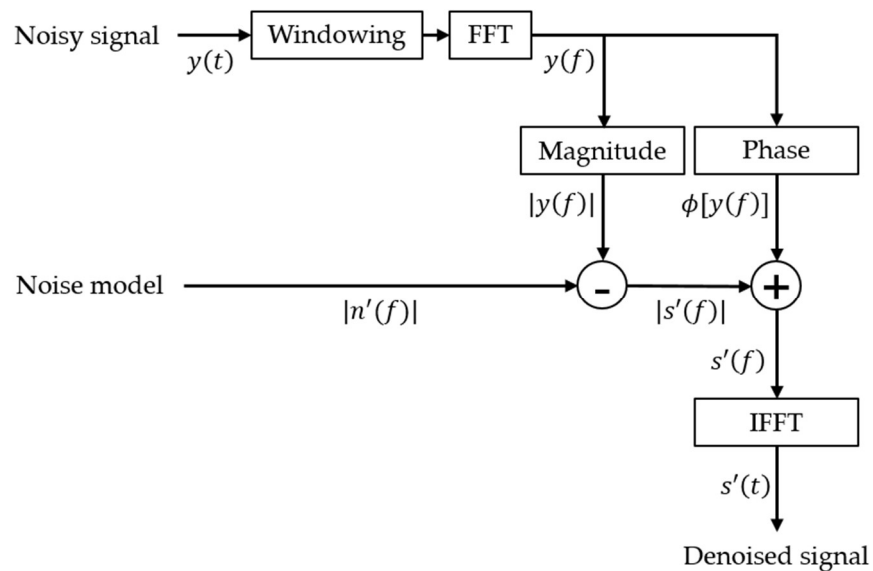 Noisy signal
y(t)
Windowing
FFT
y(f)
Magnitude
Phase
|y(f)|
ϕ[y(f)]
Noise model
|n′(f)|
-
|s′(f)|
+
s′(f)
IFFT
s′(t)
Denoised signal